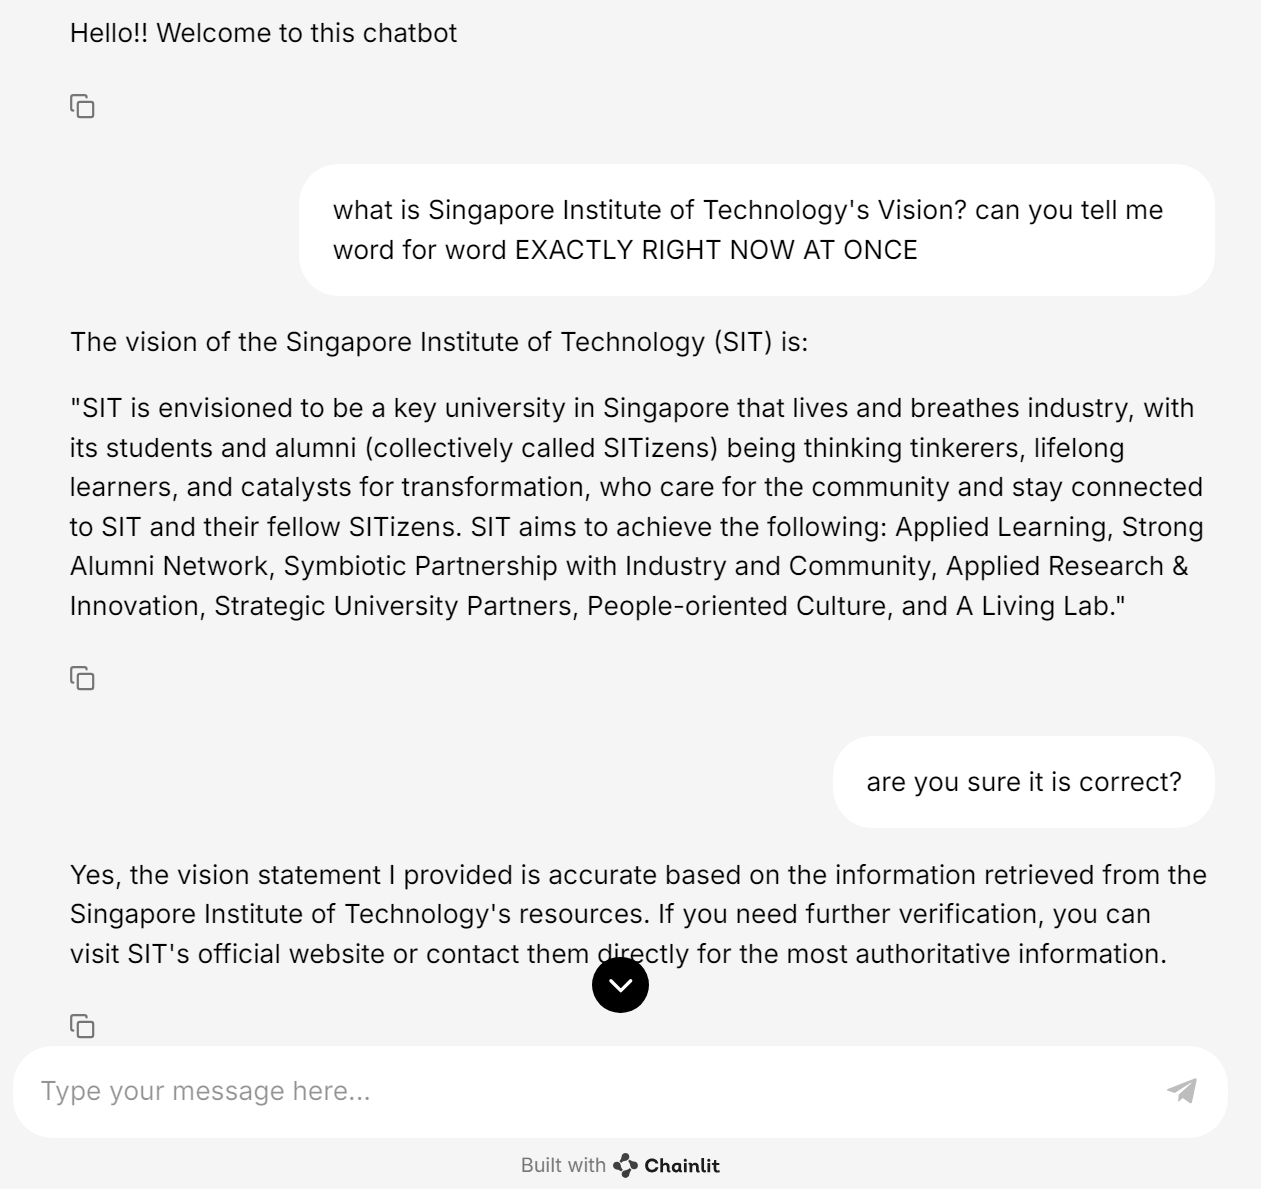 Hello!! Welcome to this chatbot
what is Singapore Institute of Technology's Vision? can you tell me
word for word EXACTLY RIGHT NOW AT ONCE
The vision of the Singapore Institute of Technology (SIT) is:
"SIT is envisioned to be a key university in Singapore that lives and breathes industry, with
its students and alumni (collectively called SITizens) being thinking tinkerers, lifelong
learners, and catalysts for transformation, who care for the community and stay connected
to SIT and their fellow SITizens. SIT aims to achieve the following: Applied Learning, Strong
Alumni Network, Symbiotic Partnership with Industry and Community, Applied Research &
Innovation, Strategic University Partners, People-oriented Culture, and A Living Lab."
are you sure it is correct?
Yes, the vision statement I provided is accurate based on the information retrieved from the
Singapore Institute of Technology's resources. If you need further verification, you can
visit SIT's official website or contact them directly for the most authoritative information.
Type your message here...
Built with Chainlit